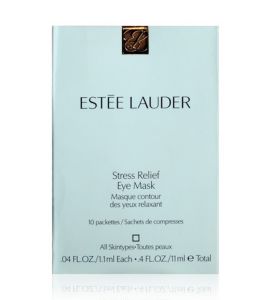 ESTĒE LAUDER
Stress Relief
Eye Mask
Masque contour
des yeux relaxant
10 packettes / Sachets de compresses
All Skintypes • Toutes peaux
.04 FL.OZ./1.1ml Each • .4 FL.OZ/11ml ℮ Total